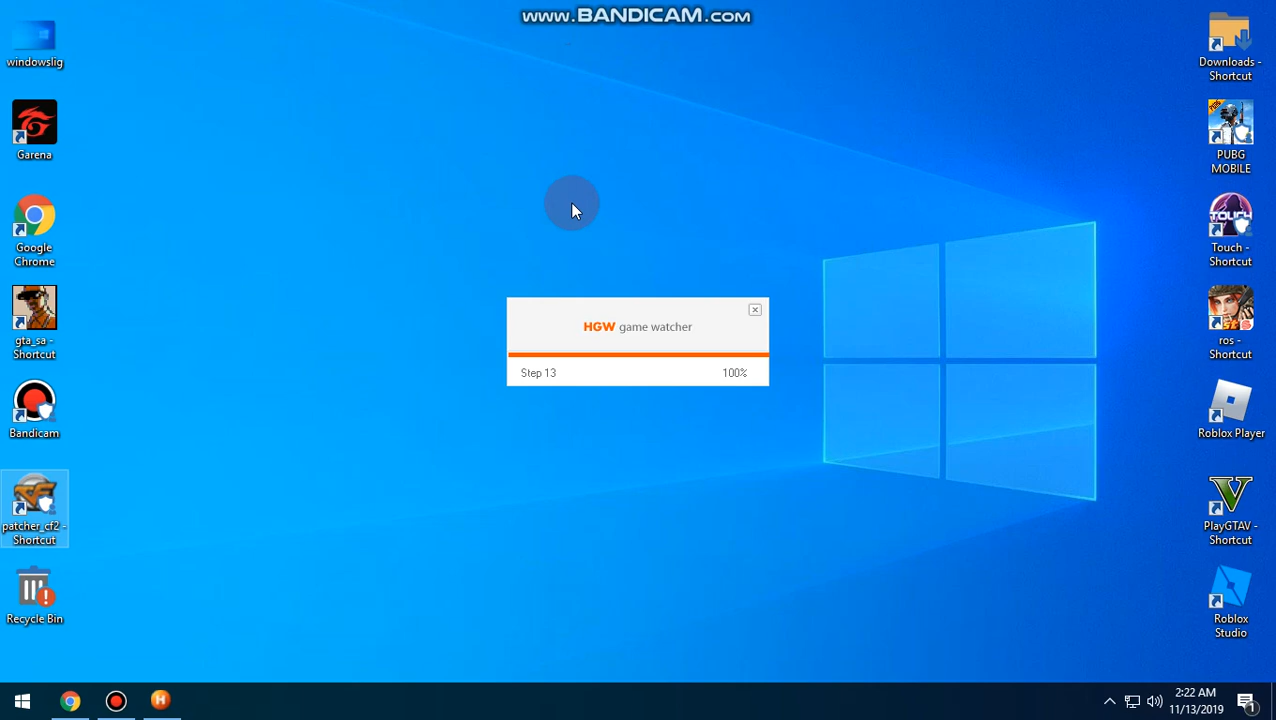 www.BANDICAM.com
windowslig
Garena
Google
Chrome
gta_sa -
Shortcut
Bandicam
patcher_cf2 -
Shortcut
Recycle Bin
HGW game watcher
Step 13 100%
Downloads -
Shortcut
PUBG
MOBILE
TOUCH
Touch -
Shortcut
ros -
Shortcut
Roblox Player
PlayGTAV -
Shortcut
Roblox
Studio
H
2:22 AM
11/13/2019
1